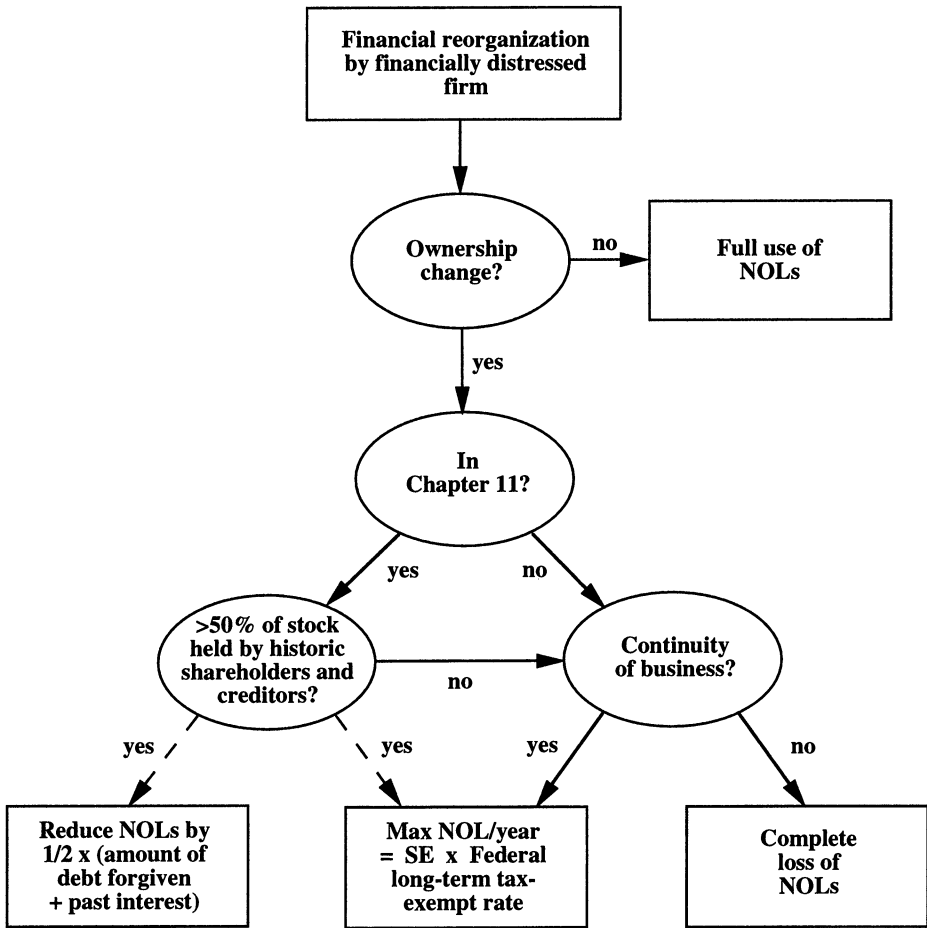 Financial reorganization
by financially distressed
firm
Ownership
change?
no
Full use of
NOLs
yes
In
Chapter 11?
yes
no
>50% of stock
held by historic
shareholders and
creditors?
no
Continuity
of business?
yes
yes
yes
no
Reduce NOLs by
1/2 x (amount of
debt forgiven
+ past interest)
Max NOL/year
= SE x Federal
long-term tax-
exempt rate
Complete
loss of
NOLs